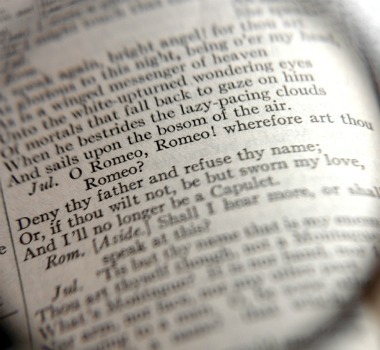 speak again, bright angel! for thou art
glorious to this night, being o'er my head,
a winged messenger of heaven
Unto the white-upturned wondering eyes
Of mortals that fall back to gaze on him
When he bestrides the lazy-pacing clouds
And sails upon the bosom of the air.
Jul. O Romeo, Romeo! wherefore art thou
Romeo?
Deny thy father and refuse thy name;
Or, if thou wilt not, be but sworn my love,
And I'll no longer be a Capulet.
Rom. [Aside.] Shall I hear more, or shall
speak at this?
Jul. 'Tis but thy name that is my enemy
Thou art thyself though, not a Montague
What's Montague? it is nor hand, nor
Nor arm, nor face, nor any other